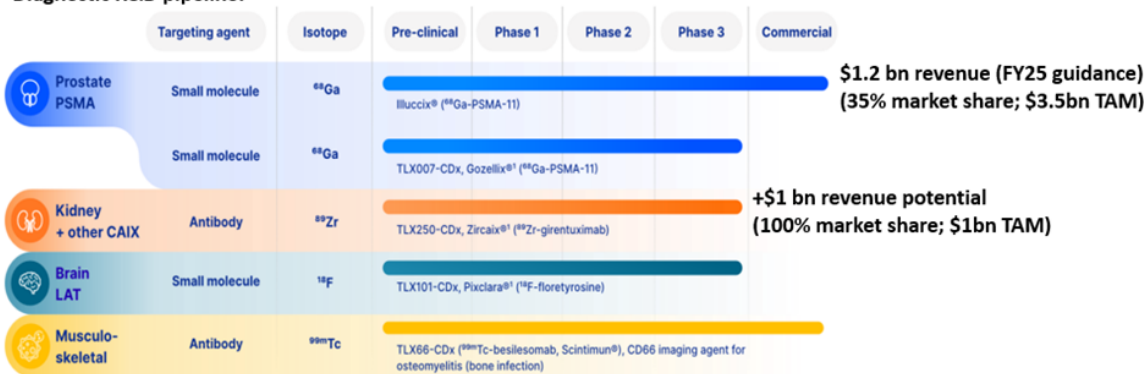 Targeting agent
Isotope
Pre-clinical
Phase 1
Phase 2
Phase 3
Commercial
Prostate
PSMA
Small molecule
⁶⁸Ga
Illuccix® (⁶⁸Ga-PSMA-11)
$1.2 bn revenue (FY25 guidance)
(35% market share; $3.5bn TAM)
Small molecule
⁶⁸Ga
TLX007-CDx, Gozellix®¹ (⁶⁸Ga-PSMA-11)
Kidney
+ other CAIX
Antibody
⁸⁹Zr
TLX250-CDx, Zircaix®¹ (⁸⁹Zr-girentuximab)
+$1 bn revenue potential
(100% market share; $1bn TAM)
Brain
LAT
Small molecule
¹⁸F
TLX101-CDx, Pixclara®¹ (¹⁸F-floretyrosine)
Musculo-
skeletal
Antibody
⁹⁹ᵐTc
TLX66-CDx (⁹⁹ᵐTc-besilesomab, Scintimun®), CD66 imaging agent for
osteomyelitis (bone infection)